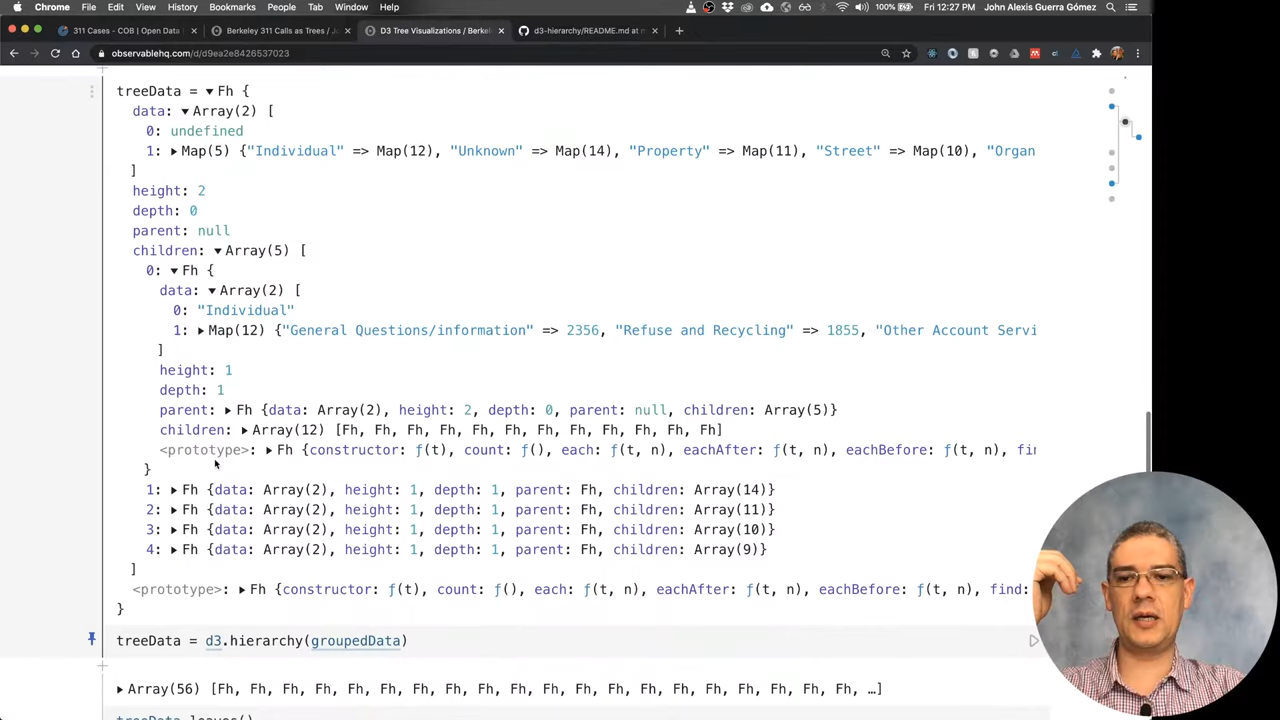 Chrome File Edit View History Bookmarks People Tab Window Help 100% Fri 12:27 PM John Alexis Guerra Gómez
311 Cases - COB | Open Data × Berkeley 311 Calls as Trees / × D3 Tree Visualizations / Berkel × d3-hierarchy/README.md at m × +
observablehq.com/d/d9ea2e8426537023
treeData = ▼ Fh {
data: ▼ Array(2) [
0: undefined
1: ▶ Map(5) {"Individual" => Map(12), "Unknown" => Map(14), "Property" => Map(11), "Street" => Map(10), "Organ
]
height: 2
depth: 0
parent: null
children: ▼ Array(5) [
0: ▼ Fh {
data: ▼ Array(2) [
0: "Individual"
1: ▶ Map(12) {"General Questions/information" => 2356, "Refuse and Recycling" => 1855, "Other Account Servi
]
height: 1
depth: 1
parent: ▶ Fh {data: Array(2), height: 2, depth: 0, parent: null, children: Array(5)}
children: ▶ Array(12) [Fh, Fh, Fh, Fh, Fh, Fh, Fh, Fh, Fh, Fh, Fh, Fh]
<prototype>: ▶ Fh {constructor: ƒ(t), count: ƒ(), each: ƒ(t, n), eachAfter: ƒ(t, n), eachBefore: ƒ(t, n), fin
}
1: ▶ Fh {data: Array(2), height: 1, depth: 1, parent: Fh, children: Array(14)}
2: ▶ Fh {data: Array(2), height: 1, depth: 1, parent: Fh, children: Array(11)}
3: ▶ Fh {data: Array(2), height: 1, depth: 1, parent: Fh, children: Array(10)}
4: ▶ Fh {data: Array(2), height: 1, depth: 1, parent: Fh, children: Array(9)}
]
<prototype>: ▶ Fh {constructor: ƒ(t), count: ƒ(), each: ƒ(t, n), eachAfter: ƒ(t, n), eachBefore: ƒ(t, n), find:
}
treeData = d3.hierarchy(groupedData)
▶ Array(56) [Fh, Fh, Fh, Fh, Fh, Fh, Fh, Fh, Fh, Fh, Fh, Fh, Fh, Fh, Fh, Fh, Fh, Fh, Fh, Fh, …]
treeData.leaves()